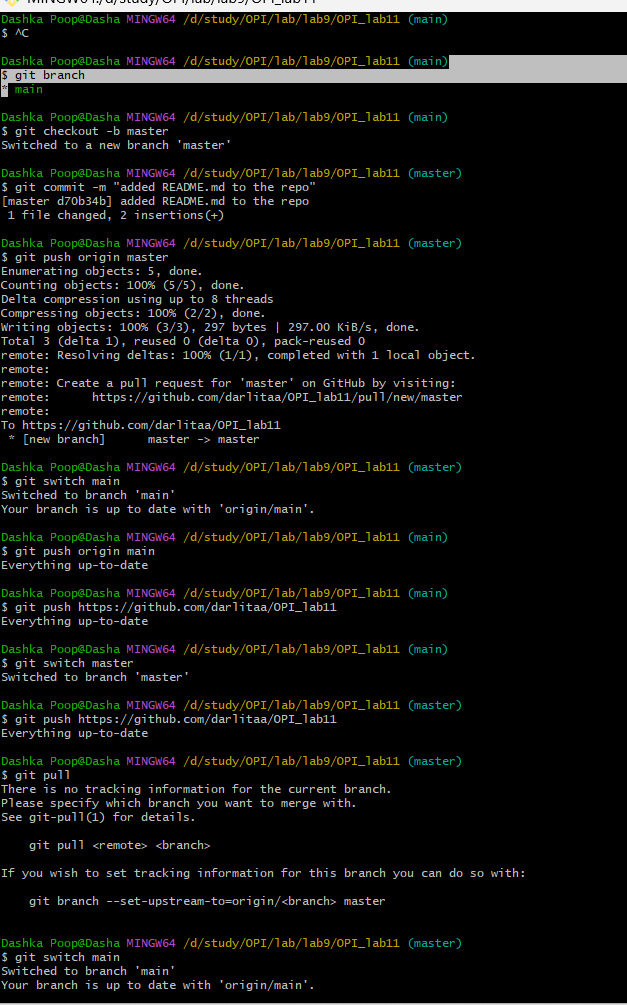 MINGW64:/d/study/OPI/lab/lab9/OPI_lab11
Dashka Poop@Dasha MINGW64 /d/study/OPI/lab/lab9/OPI_lab11 (main)
$ ^C
Dashka Poop@Dasha MINGW64 /d/study/OPI/lab/lab9/OPI_lab11 (main)
$ git branch
* main
Dashka Poop@Dasha MINGW64 /d/study/OPI/lab/lab9/OPI_lab11 (main)
$ git checkout -b master
Switched to a new branch 'master'
Dashka Poop@Dasha MINGW64 /d/study/OPI/lab/lab9/OPI_lab11 (master)
$ git commit -m "added README.md to the repo"
[master d70b34b] added README.md to the repo
 1 file changed, 2 insertions(+)
Dashka Poop@Dasha MINGW64 /d/study/OPI/lab/lab9/OPI_lab11 (master)
$ git push origin master
Enumerating objects: 5, done.
Counting objects: 100% (5/5), done.
Delta compression using up to 8 threads
Compressing objects: 100% (2/2), done.
Writing objects: 100% (3/3), 297 bytes | 297.00 KiB/s, done.
Total 3 (delta 1), reused 0 (delta 0), pack-reused 0
remote: Resolving deltas: 100% (1/1), completed with 1 local object.
remote:
remote: Create a pull request for 'master' on GitHub by visiting:
remote:      https://github.com/darlitaa/OPI_lab11/pull/new/master
remote:
To https://github.com/darlitaa/OPI_lab11
 * [new branch]      master -> master
Dashka Poop@Dasha MINGW64 /d/study/OPI/lab/lab9/OPI_lab11 (master)
$ git switch main
Switched to branch 'main'
Your branch is up to date with 'origin/main'.
Dashka Poop@Dasha MINGW64 /d/study/OPI/lab/lab9/OPI_lab11 (main)
$ git push origin main
Everything up-to-date
Dashka Poop@Dasha MINGW64 /d/study/OPI/lab/lab9/OPI_lab11 (main)
$ git push https://github.com/darlitaa/OPI_lab11
Everything up-to-date
Dashka Poop@Dasha MINGW64 /d/study/OPI/lab/lab9/OPI_lab11 (main)
$ git switch master
Switched to branch 'master'
Dashka Poop@Dasha MINGW64 /d/study/OPI/lab/lab9/OPI_lab11 (master)
$ git push https://github.com/darlitaa/OPI_lab11
Everything up-to-date
Dashka Poop@Dasha MINGW64 /d/study/OPI/lab/lab9/OPI_lab11 (master)
$ git pull
There is no tracking information for the current branch.
Please specify which branch you want to merge with.
See git-pull(1) for details.
    git pull <remote> <branch>
If you wish to set tracking information for this branch you can do so with:
    git branch --set-upstream-to=origin/<branch> master
Dashka Poop@Dasha MINGW64 /d/study/OPI/lab/lab9/OPI_lab11 (master)
$ git switch main
Switched to branch 'main'
Your branch is up to date with 'origin/main'.